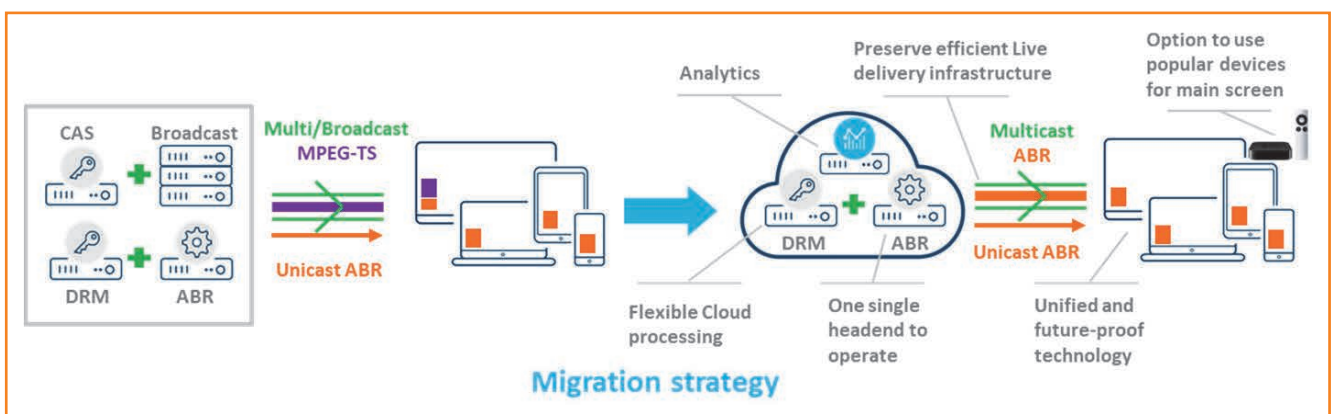 CAS
Broadcast
DRM
ABR
Multi/Broadcast
MPEG-TS
Unicast ABR
Analytics
DRM
ABR
Flexible Cloud
processing
One single
headend to
operate
Preserve efficient Live
delivery infrastructure
Multicast
ABR
Unicast ABR
Option to use
popular devices
for main screen
Unified and
future-proof
technology
Migration strategy